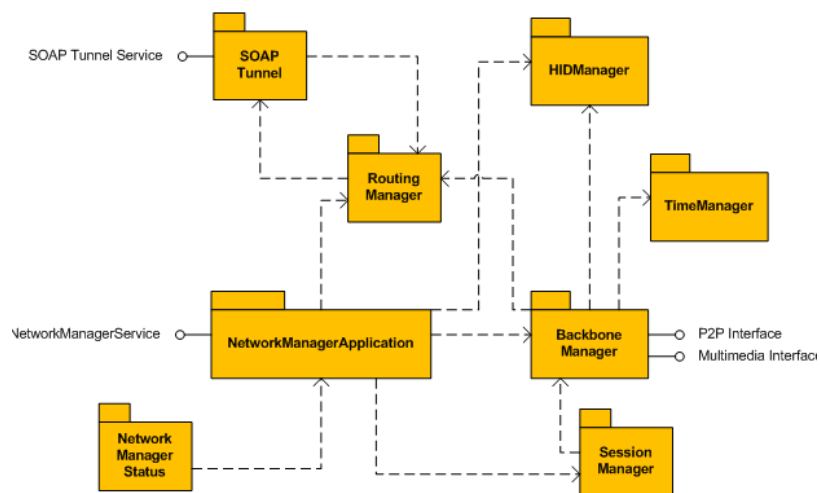 SOAP Tunnel Service
SOAP
Tunnel
HIDManager
Routing
Manager
TimeManager
NetworkManagerService
NetworkManagerApplication
Backbone
Manager
P2P Interface
Multimedia Interface
Network
Manager
Status
Session
Manager